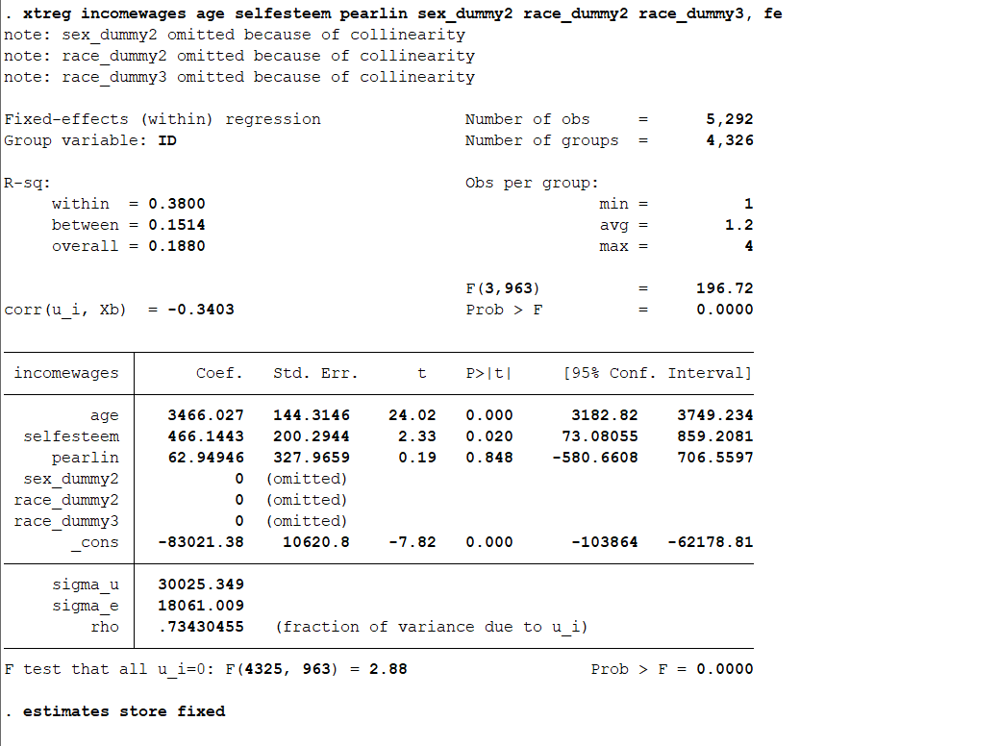 . xtreg incomewages age selfesteem pearlin sex_dummy2 race_dummy2 race_dummy3, fe
note: sex_dummy2 omitted because of collinearity
note: race_dummy2 omitted because of collinearity
note: race_dummy3 omitted because of collinearity
Fixed-effects (within) regression Number of obs = 5,292
Group variable: ID Number of groups = 4,326
R-sq: Obs per group:
within = 0.3800 min = 1
between = 0.1514 avg = 1.2
overall = 0.1880 max = 4
F(3,963) = 196.72
corr(u_i, Xb) = -0.3403 Prob > F = 0.0000
incomewages Coef. Std. Err. t P>|t| [95% Conf. Interval]
age 3466.027 144.3146 24.02 0.000 3182.82 3749.234
selfesteem 466.1443 200.2944 2.33 0.020 73.08055 859.2081
pearlin 62.94946 327.9659 0.19 0.848 -580.6608 706.5597
sex_dummy2 0 (omitted)
race_dummy2 0 (omitted)
race_dummy3 0 (omitted)
_cons -83021.38 10620.8 -7.82 0.000 -103864 -62178.81
sigma_u 30025.349
sigma_e 18061.009
rho .73430455 (fraction of variance due to u_i)
F test that all u_i=0: F(4325, 963) = 2.88 Prob > F = 0.0000
. estimates store fixed